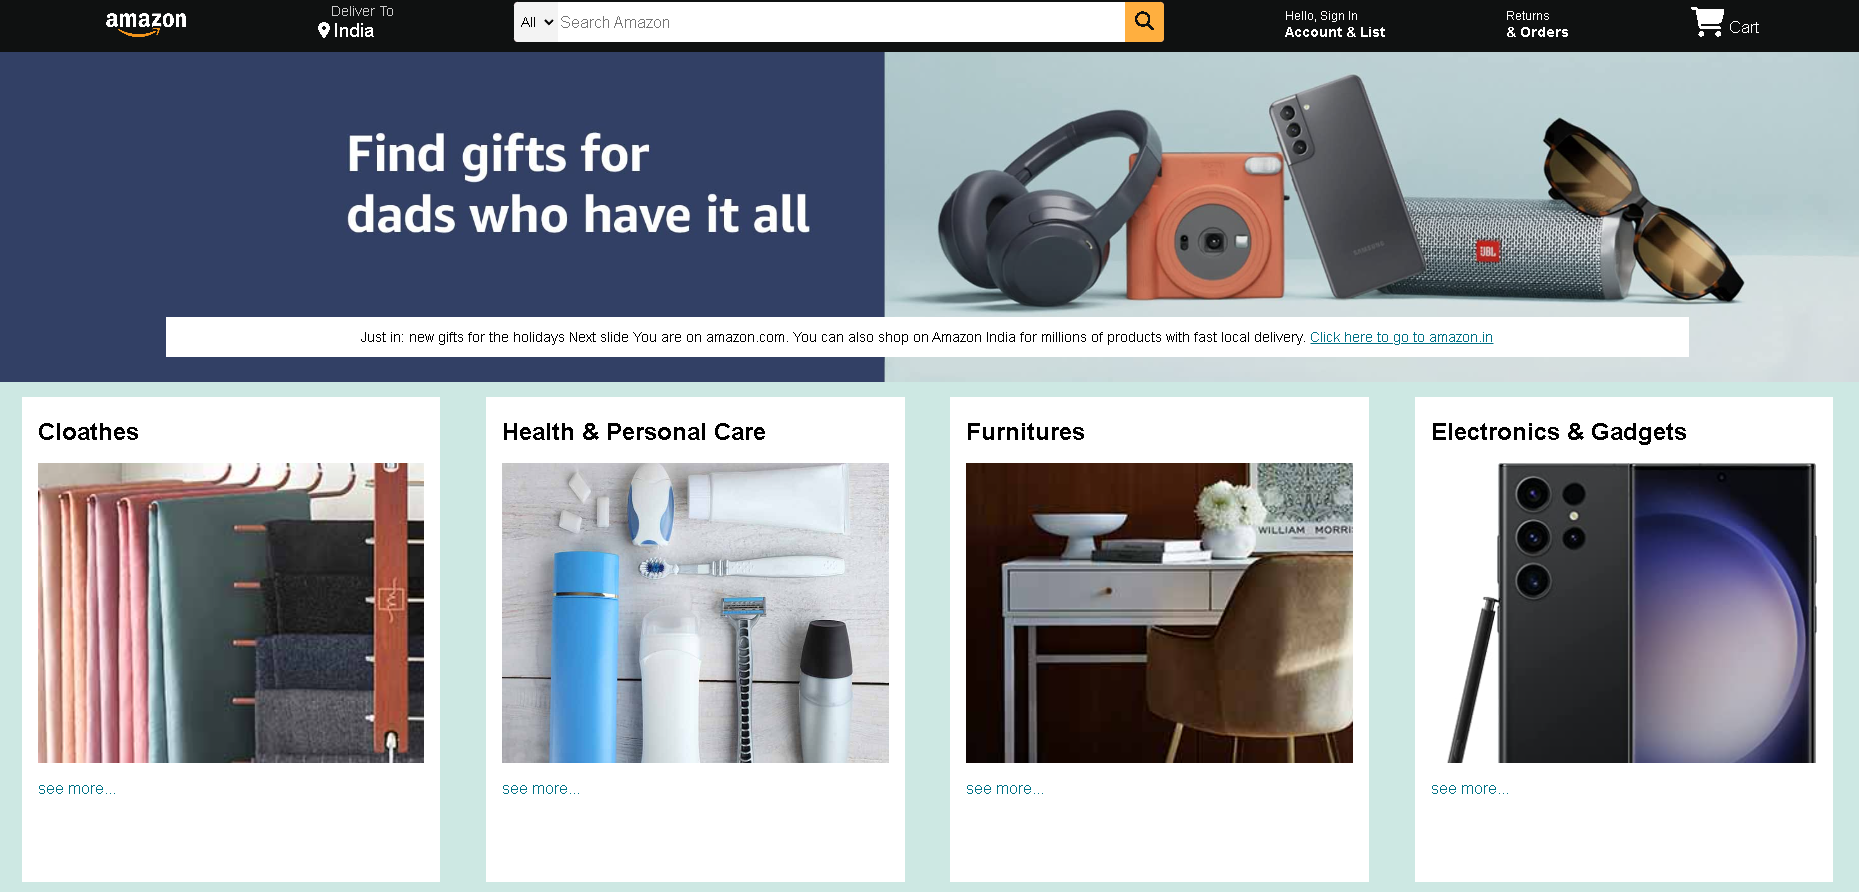 amazon
Deliver To
India
All
Search Amazon
Hello, Sign In
Account & List
Returns
& Orders
Cart
Find gifts for
dads who have it all
SAMSUNG
JBL
Just in: new gifts for the holidays Next slide You are on amazon.com. You can also shop on Amazon India for millions of products with fast local delivery. Click here to go to amazon.in
Cloathes
Health & Personal Care
Furnitures
Electronics & Gadgets
WILLIAM MORRIS
see more...
see more...
see more...
see more...